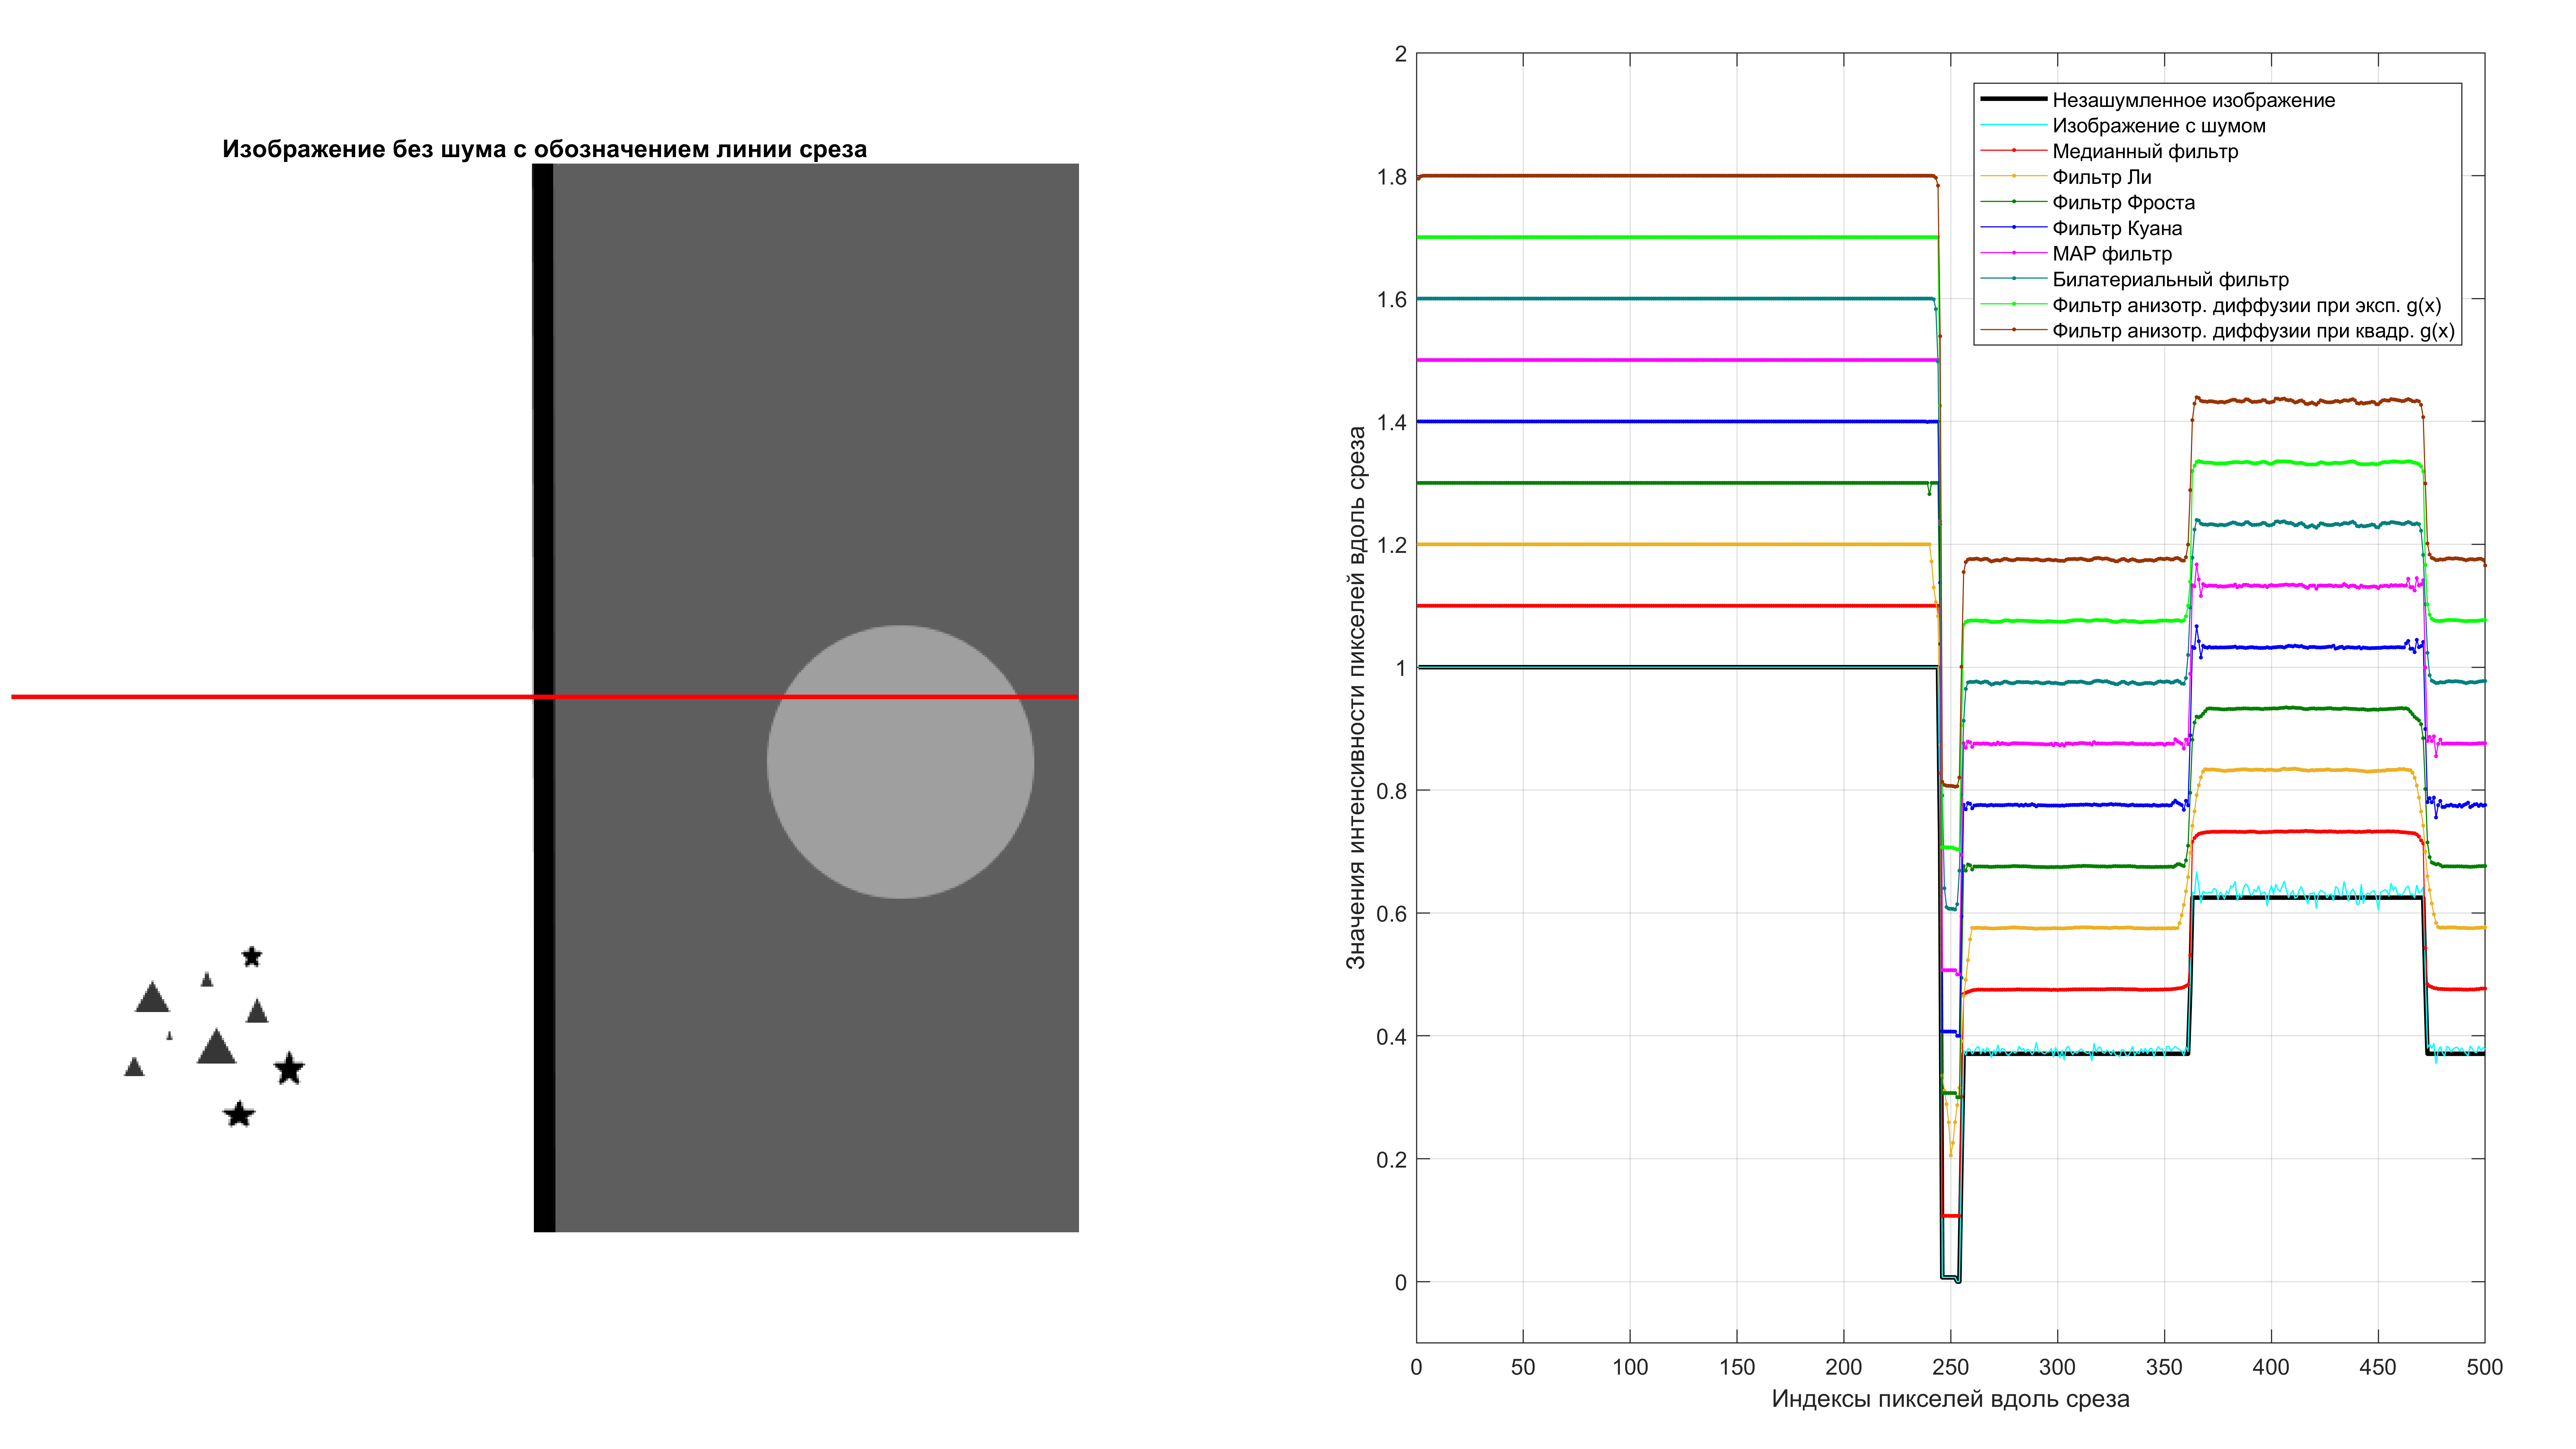 Изображение без шума с обозначением линии среза
Значения интенсивности пикселей вдоль среза
2
1.8
1.6
1.4
1.2
1
0.8
0.6
0.4
0.2
0
Незашумленное изображение
Изображение с шумом
Медианный фильтр
Фильтр Ли
Фильтр Фроста
Фильтр Куана
MAP фильтр
Билатериальный фильтр
Фильтр анизотр. диффузии при эксп. g(x)
Фильтр анизотр. диффузии при квадр. g(x)
0 50 100 150 200 250 300 350 400 450 500
Индексы пикселей вдоль среза